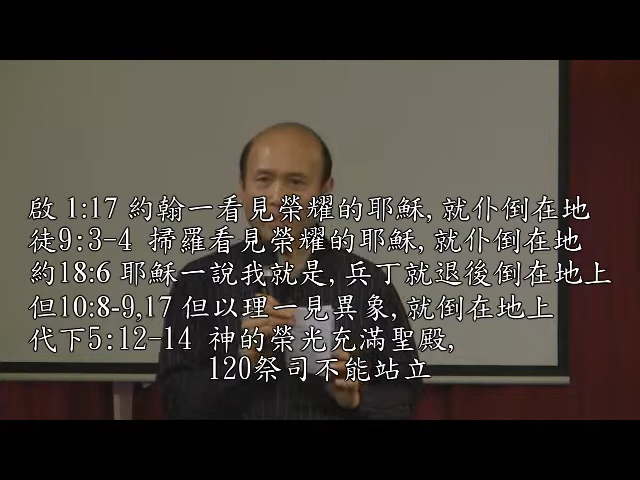 啟 1:17 約翰一看見榮耀的耶穌,就仆倒在地
徒9:3-4 掃羅看見榮耀的耶穌,就仆倒在地
約18:6 耶穌一說我就是,兵丁就退後倒在地上
但10:8-9,17 但以理一見異象,就倒在地上
代下5:12-14 神的榮光充滿聖殿,
120祭司不能站立